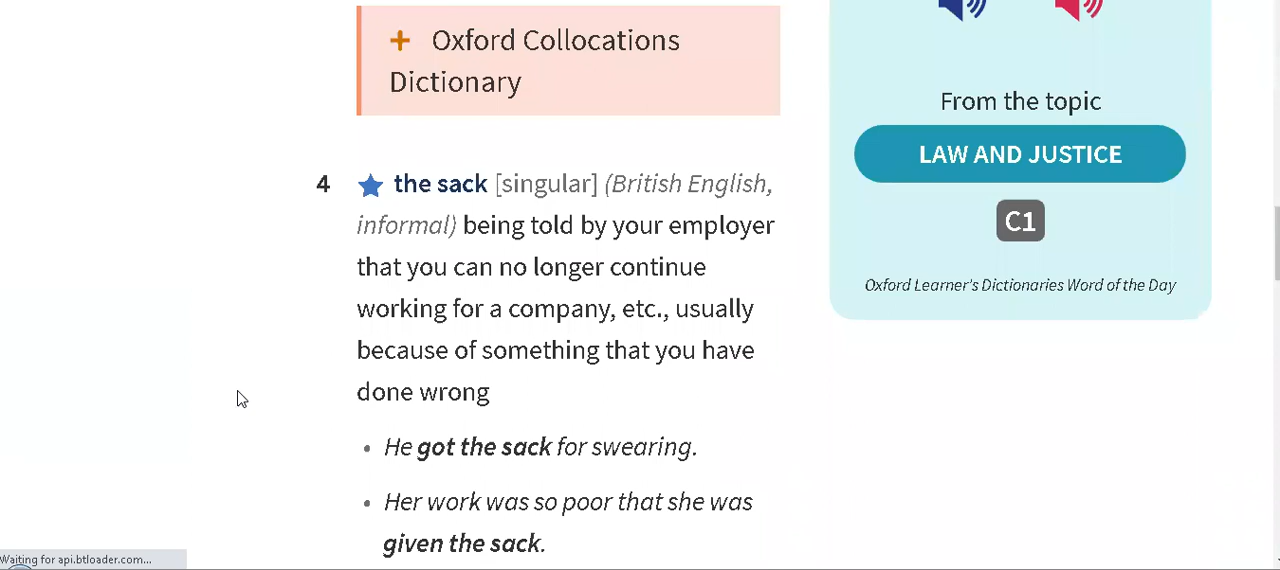 + Oxford Collocations
Dictionary
4 the sack [singular] (British English,
informal) being told by your employer
that you can no longer continue
working for a company, etc., usually
because of something that you have
done wrong
• He got the sack for swearing.
• Her work was so poor that she was
given the sack.
From the topic
LAW AND JUSTICE
C1
Oxford Learner's Dictionaries Word of the Day
Waiting for api.btloader.com...